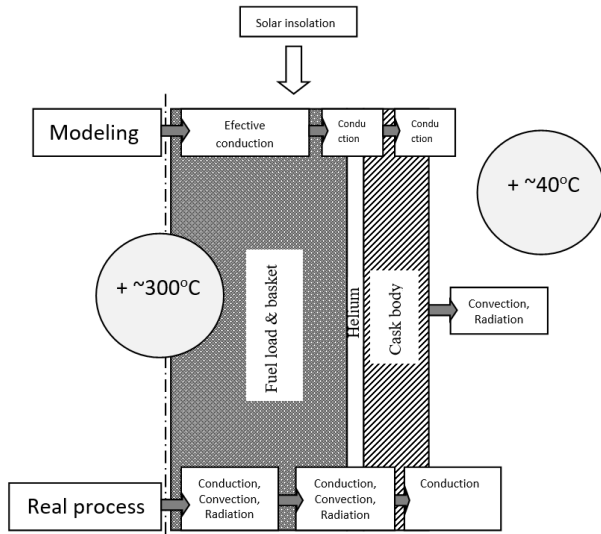 Solar insolation
Modeling
Efective
conduction
Condu
ction
Condu
ction
+ ~40°C
+ ~300°C
Fuel load & basket
Helium
Cask body
Convection,
Radiation
Real process
Conduction,
Convection,
Radiation
Conduction,
Convection,
Radiation
Conduction